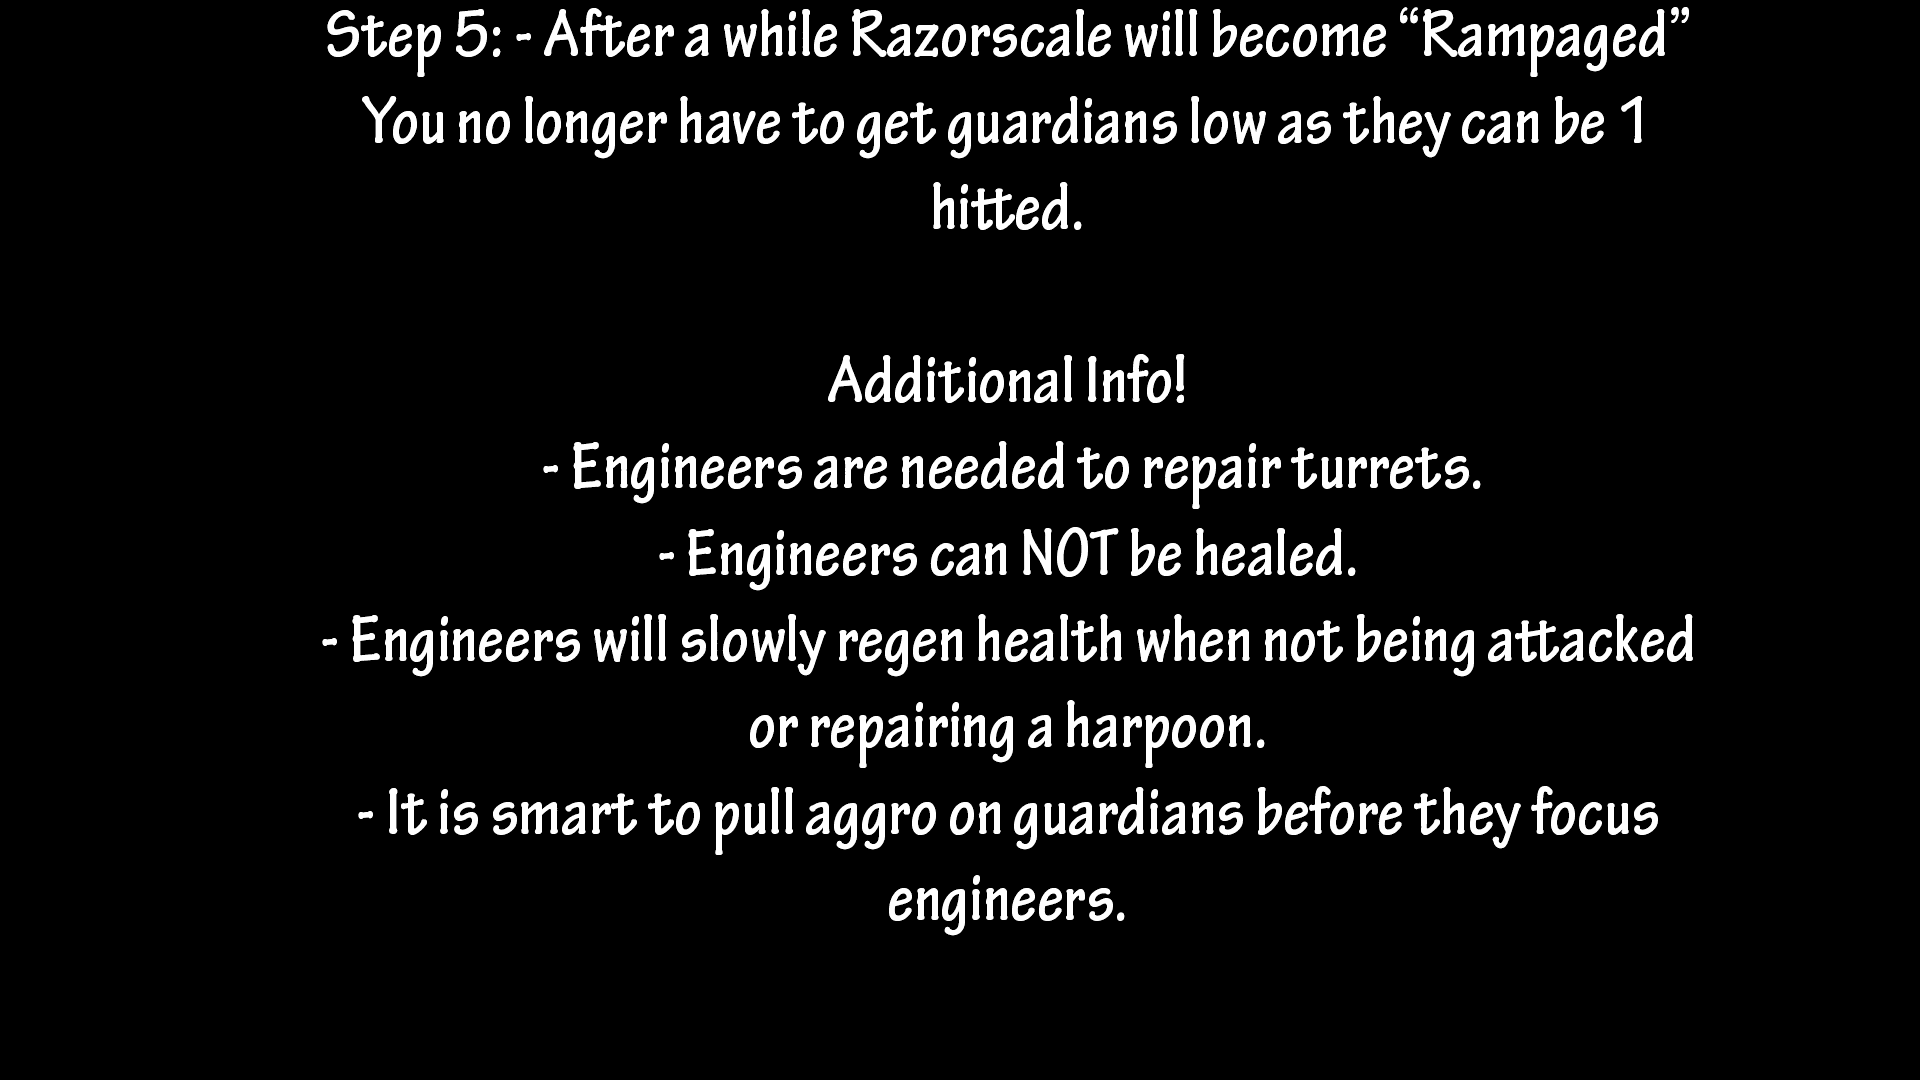 Step 5: - After a while Razorscale will become “Rampaged”
You no longer have to get guardians low as they can be 1
hitted.
Additional Info!
- Engineers are needed to repair turrets.
- Engineers can NOT be healed.
- Engineers will slowly regen health when not being attacked
or repairing a harpoon.
- It is smart to pull aggro on guardians before they focus
engineers.